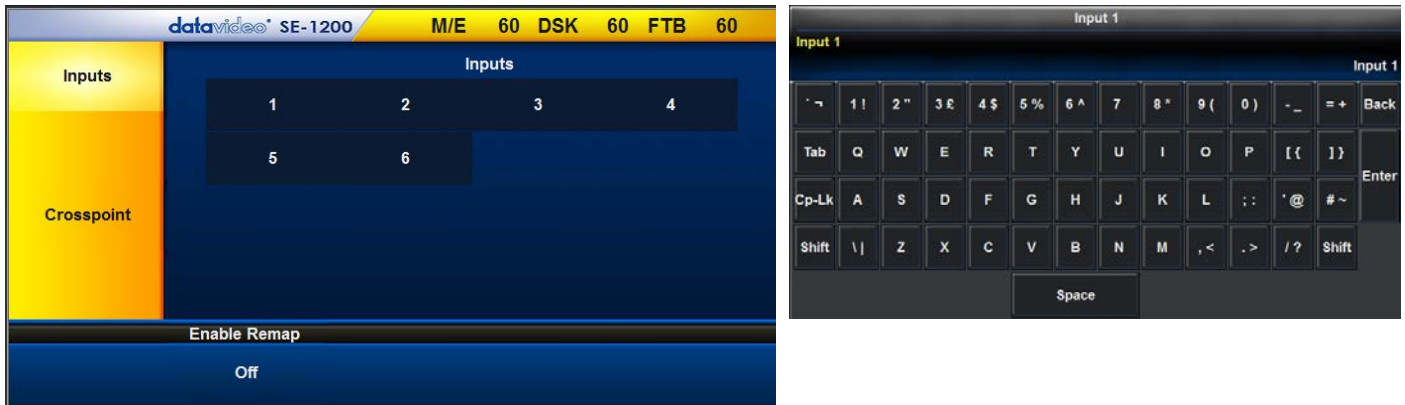 datavideo SE-1200 M/E 60 DSK 60 FTB 60
Inputs
Crosspoint
Inputs
1 2 3 4
5 6
Enable Remap
Off
Input 1
Input 1
Input 1
` ¬ 1 ! 2 " 3 £ 4 $ 5 % 6 ^ 7 8 * 9 ( 0 ) - _ = + Back
Tab Q W E R T Y U I O P [ { ] } Enter
Cp-Lk A S D F G H J K L ; : ' @ # ~
Shift \ | Z X C V B N M , < . > / ? Shift
Space